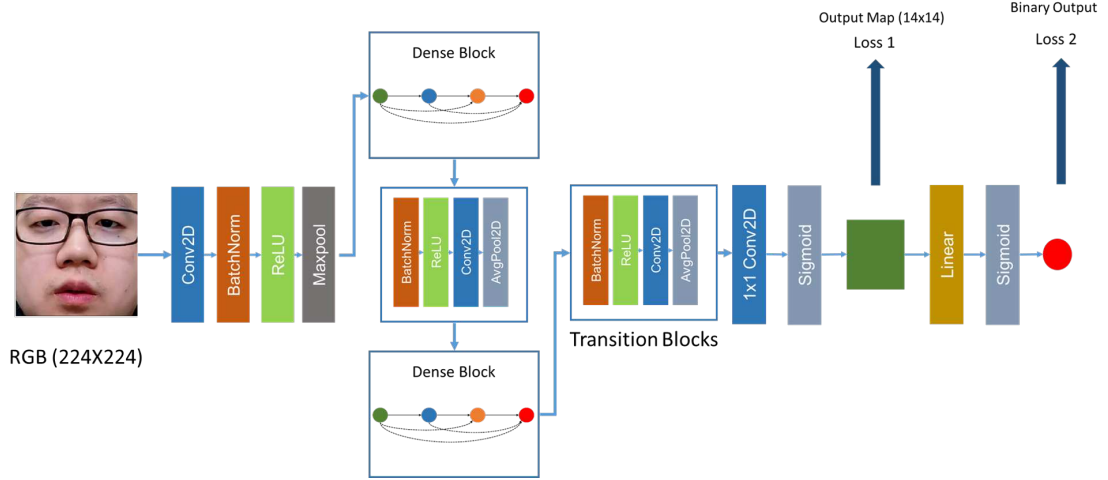 Output Map (14x14)
Loss 1
Binary Output
Loss 2
Dense Block
RGB (224X224)
Conv2D
BatchNorm
ReLU
Maxpool
BatchNorm
ReLU
Conv2D
AvgPool2D
Dense Block
BatchNorm
ReLU
Conv2D
AvgPool2D
Transition Blocks
1x1 Conv2D
Sigmoid
Linear
Sigmoid